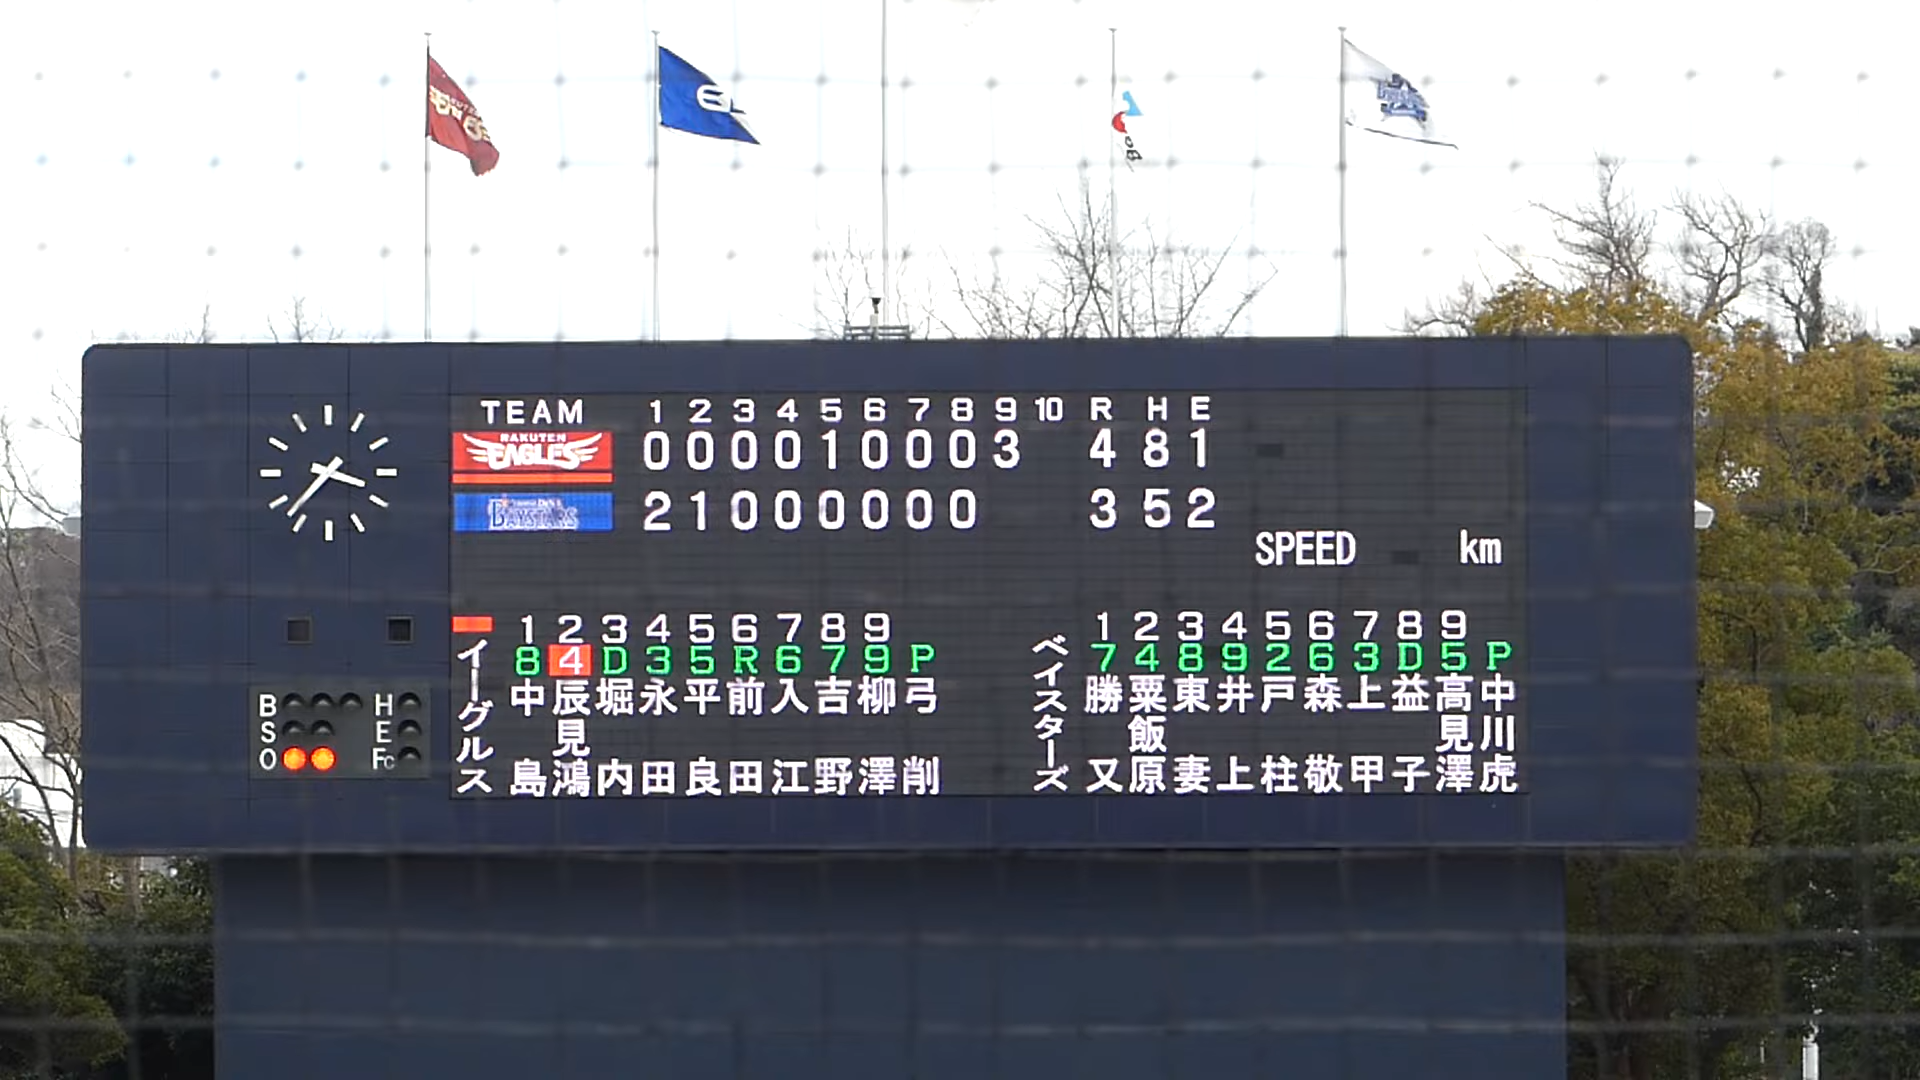 TEAM 1 2 3 4 5 6 7 8 9 10 R H E
RAKUTEN EAGLES 0 0 0 0 1 0 0 0 3 4 8 1
BAYSTARS 2 1 0 0 0 0 0 0 3 5 2
SPEED km
B H
S E
O Fc
イーグルス
1 8 中島
2 4 辰見鴻
3 D 堀内
4 3 永田
5 5 平良
6 R 前田
7 6 入江
8 7 吉野
9 9 柳澤
P 弓削
ベイスターズ
1 7 勝又
2 4 粟飯原
3 8 東妻
4 9 井上
5 2 戸柱
6 6 森敬
7 3 上甲
8 D 益子
9 5 高見澤
P 中川虎